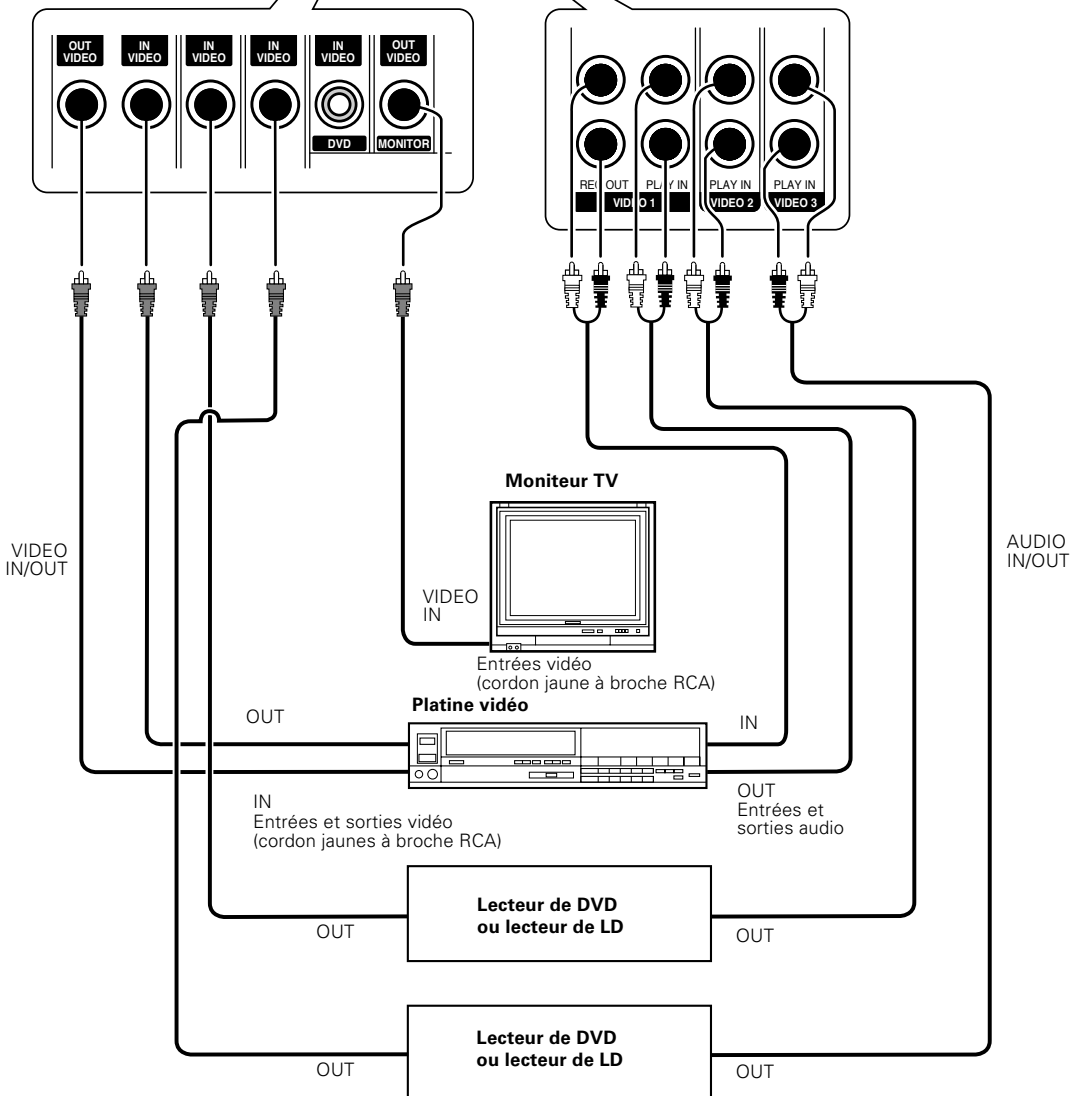 OUT VIDEO
IN VIDEO
IN VIDEO
IN VIDEO
IN VIDEO
OUT VIDEO
DVD
MONITOR
REC OUT
PLAY IN
PLAY IN
PLAY IN
VIDEO 1
VIDEO 2
VIDEO 3
Moniteur TV
VIDEO
IN/OUT
AUDIO
IN/OUT
VIDEO
IN
Entrées vidéo
(cordon jaune à broche RCA)
Platine vidéo
OUT
IN
IN
Entrées et sorties vidéo
(cordon jaunes à broche RCA)
OUT
Entrées et
sorties audio
Lecteur de DVD
ou lecteur de LD
OUT
OUT
Lecteur de DVD
ou lecteur de LD
OUT
OUT